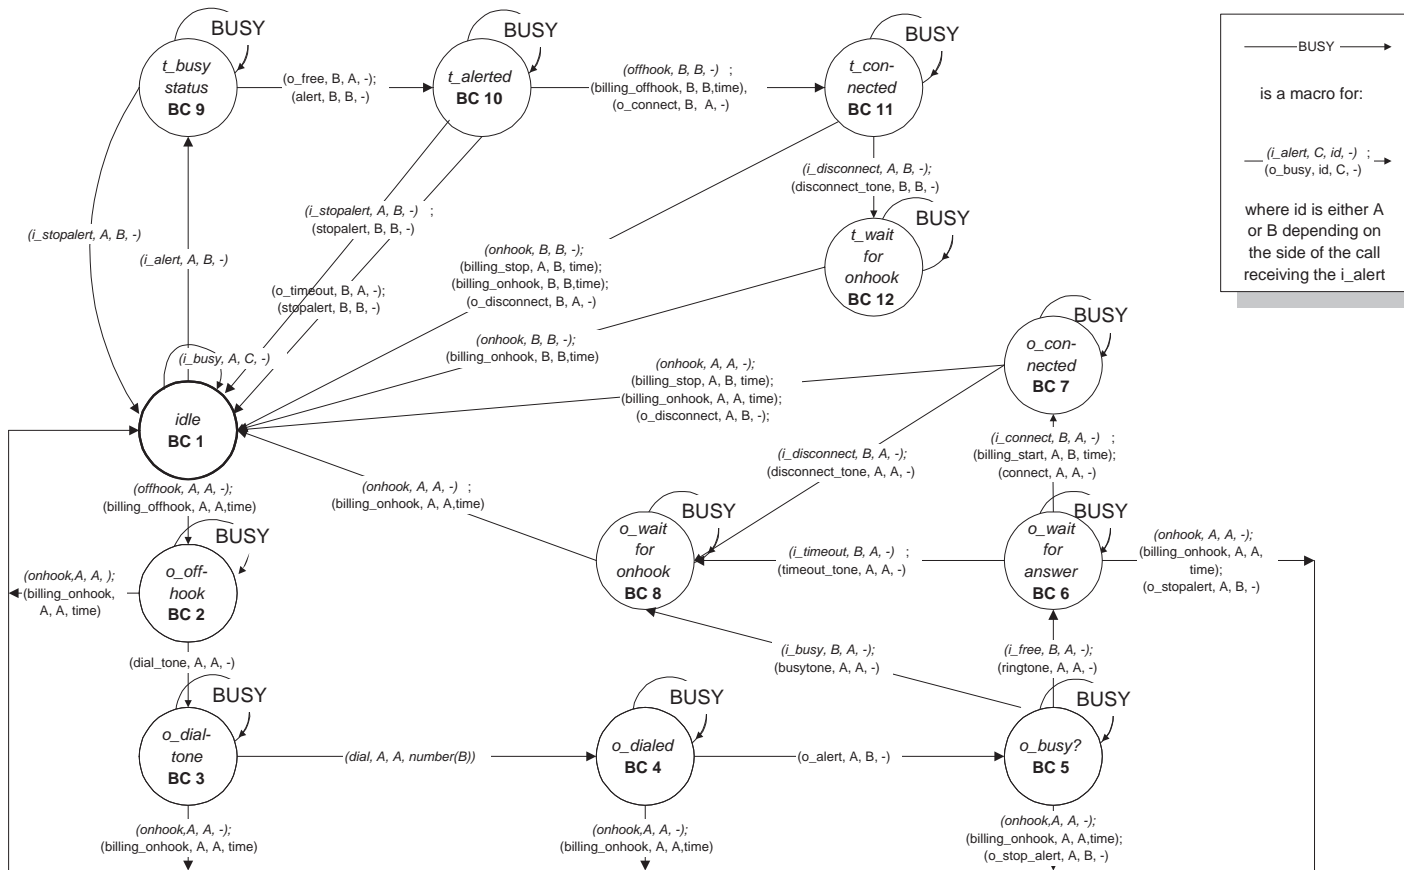 BUSY
t_busy
status
BC 9
(o_free, B, A, -);
(alert, B, B, -)
BUSY
t_alerted
BC 10
(offhook, B, B, -) ;
(billing_offhook, B, B,time),
(o_connect, B, A, -)
BUSY
t_con-
nected
BC 11
BUSY
is a macro for:
(i_alert, C, id, -) ;
(o_busy, id, C, -)
where id is either A
or B depending on
the side of the call
receiving the i_alert
(i_disconnect, A, B, -);
(disconnect_tone, B, B, -)
BUSY
t_wait
for
onhook
BC 12
(i_stopalert, A, B, -)
(i_alert, A, B, -)
(i_stopalert, A, B, -) ;
(stopalert, B, B, -)
(o_timeout, B, A, -);
(stopalert, B, B, -)
(onhook, B, B, -);
(billing_stop, A, B, time);
(billing_onhook, B, B,time);
(o_disconnect, B, A, -)
(onhook, B, B, -);
(billing_onhook, B, B,time)
(i_busy, A, C, -)
idle
BC 1
(onhook, A, A, -);
(billing_stop, A, B, time);
(billing_onhook, A, A, time);
(o_disconnect, A, B, -);
BUSY
o_con-
nected
BC 7
(i_disconnect, B, A, -);
(disconnect_tone, A, A, -)
(i_connect, B, A, -) ;
(billing_start, A, B, time);
(connect, A, A, -)
(offhook, A, A, -);
(billing_offhook, A, A,time)
(onhook, A, A, -) ;
(billing_onhook, A, A,time)
BUSY
o_off-
hook
BC 2
(onhook,A, A, );
(billing_onhook,
A, A, time)
BUSY
o_wait
for
onhook
BC 8
(i_timeout, B, A, -) ;
(timeout_tone, A, A, -)
BUSY
o_wait
for
answer
BC 6
(onhook, A, A, -);
(billing_onhook, A, A,
time);
(o_stopalert, A, B, -)
(dial_tone, A, A, -)
(i_busy, B, A, -);
(busytone, A, A, -)
(i_free, B, A, -);
(ringtone, A, A, -)
BUSY
o_dial-
tone
BC 3
(dial, A, A, number(B))
BUSY
o_dialed
BC 4
(o_alert, A, B, -)
BUSY
o_busy?
BC 5
(onhook,A, A, -);
(billing_onhook, A, A, time)
(onhook,A, A, -);
(billing_onhook, A, A,time)
(onhook,A, A, -);
(billing_onhook, A, A,time);
(o_stop_alert, A, B, -)